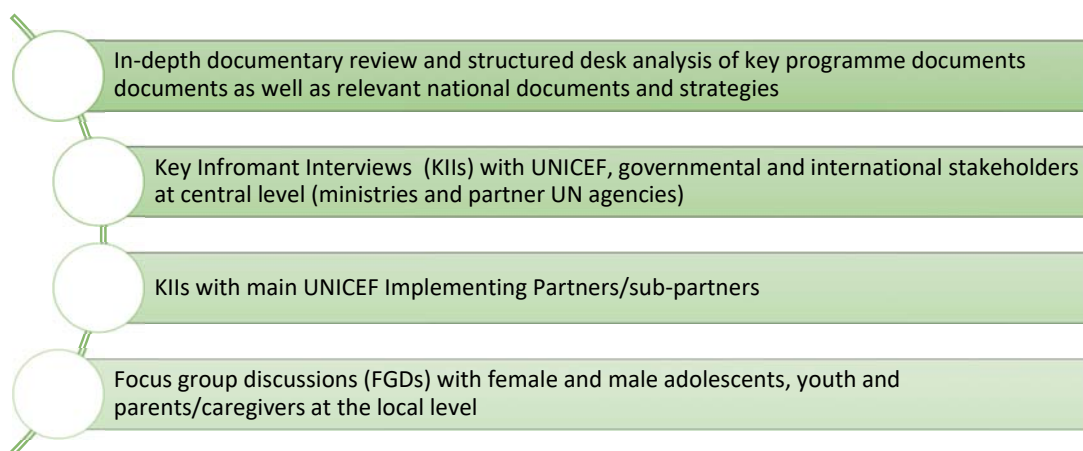 In-depth documentary review and structured desk analysis of key programme documents
documents as well as relevant national documents and strategies
Key Infromant Interviews  (KIIs) with UNICEF, governmental and international stakeholders
at central level (ministries and partner UN agencies)
KIIs with main UNICEF Implementing Partners/sub-partners
Focus group discussions (FGDs) with female and male adolescents, youth and
parents/caregivers at the local level